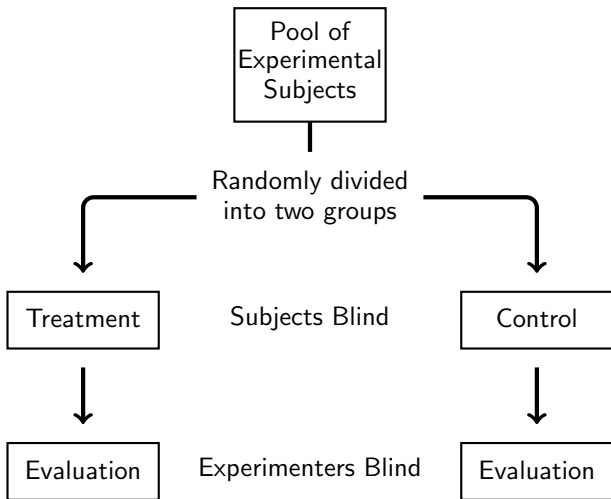 Pool of
Experimental
Subjects
Randomly divided
into two groups
Treatment
Subjects Blind
Control
Evaluation
Experimenters Blind
Evaluation